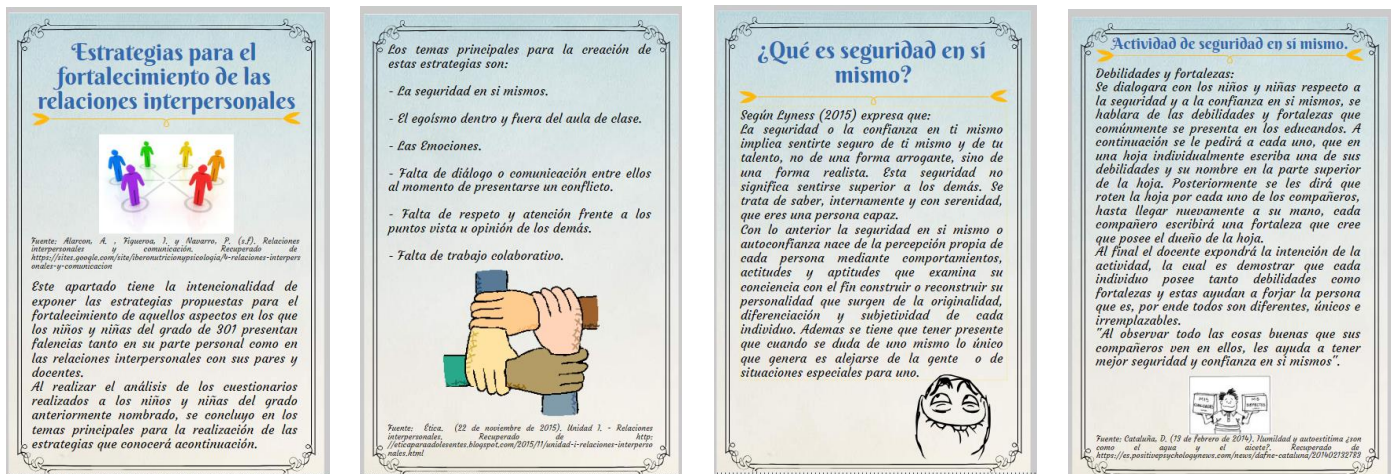 Estrategias para el
fortalecimiento de las
relaciones interpersonales
Fuente: Alarcon, A. , Figueroa, I. y Navarro, P. (s.f). Relaciones
interpersonales y comunicación. Recuperado de
https://sites.google.com/site/iberonutricionypsicologia/4-relaciones-interpers
onales-y-comunicacion
Este apartado tiene la intencionalidad de
exponer las estrategias propuestas para el
fortalecimiento de aquellos aspectos en los que
los niños y niñas del grado de 301 presentan
falencias tanto en su parte personal como en
las relaciones interpersonales con sus pares y
docentes.
Al realizar el análisis de los cuestionarios
realizados a los niños y niñas del grado
anteriormente nombrado, se concluyo en los
temas principales para la realización de las
estrategias que conocerá acontinuación.
Los temas principales para la creación de
estas estrategias son:
- La seguridad en si mismos.
- El egoísmo dentro y fuera del aula de clase.
- Las Emociones.
- Falta de diálogo o comunicación entre ellos
al momento de presentarse un conflicto.
- Falta de respeto y atención frente a los
puntos vista u opinión de los demás.
- Falta de trabajo colaborativo.
Fuente: Ética. (22 de noviembre de 2015). Unidad I. - Relaciones
interpersonales. Recuperado de http:
//eticaparaadolesentes.blogspot.com/2015/11/unidad-i-relaciones-interperso
nales.html
¿Qué es seguridad en sí
mismo?
Según Lyness (2015) expresa que:
La seguridad o la confianza en ti mismo
implica sentirte seguro de ti mismo y de tu
talento, no de una forma arrogante, sino de
una forma realista. Esta seguridad no
significa sentirse superior a los demás. Se
trata de saber, internamente y con serenidad,
que eres una persona capaz.
Con lo anterior la seguridad en si mismo o
autoconfianza nace de la percepción propia de
cada persona mediante comportamientos,
actitudes y aptitudes que examina su
conciencia con el fin construir o reconstruir su
personalidad que surgen de la originalidad,
diferenciación y subjetividad de cada
individuo. Ademas se tiene que tener presente
que cuando se duda de uno mismo lo único
que genera es alejarse de la gente o de
situaciones especiales para uno.
Actividad de seguridad en sí mismo.
Debilidades y fortalezas:
Se dialogara con los niños y niñas respecto a
la seguridad y a la confianza en si mismos, se
hablara de las debilidades y fortalezas que
comúnmente se presenta en los educandos. A
continuación se le pedirá a cada uno, que en
una hoja individualmente escriba una de sus
debilidades y su nombre en la parte superior
de la hoja. Posteriormente se les dirá que
roten la hoja por cada uno de los compañeros,
hasta llegar nuevamente a su mano, cada
compañero escribirá una fortaleza que cree
que posee el dueño de la hoja.
Al final el docente expondrá la intención de la
actividad, la cual es demostrar que cada
individuo posee tanto debilidades como
fortalezas y estas ayudan a forjar la persona
que es, por ende todos son diferentes, únicos e
irremplazables.
"Al observar todo las cosas buenas que sus
compañeros ven en ellos, les ayuda a tener
mejor seguridad y confianza en si mismos".
MIS
MIS
DEFECTOS
Fuente: Cataluña, D. (13 de febrero de 2014). Humildad y autoestima ¿son
como el agua y el aicete?. Recuperado de
https://es.positivepsychologynews.com/news/dafne-cataluna/201402132783